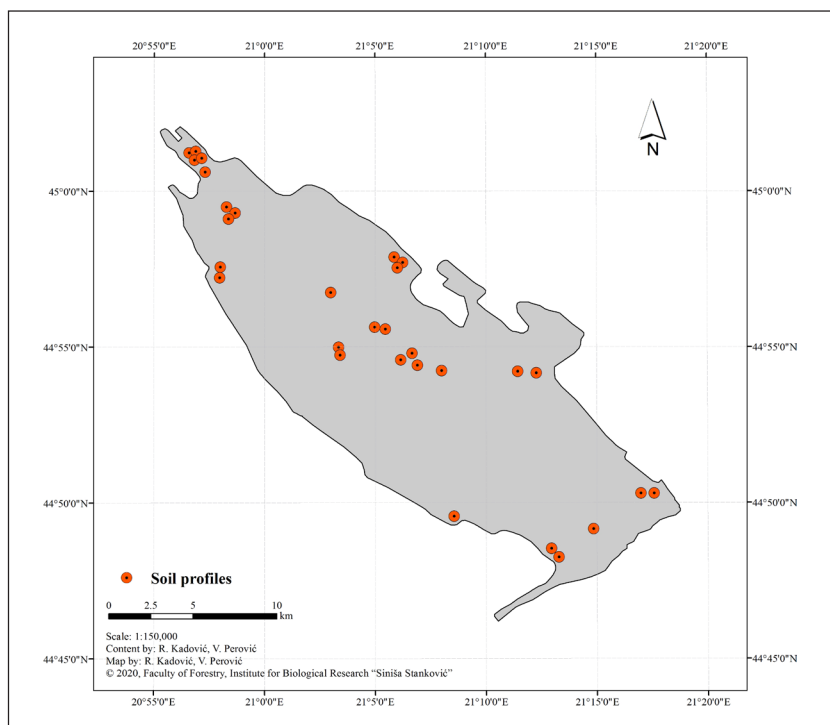 20°55'0"E 21°0'0"E 21°5'0"E 21°10'0"E 21°15'0"E 21°20'0"E
N
45°0'0"N 45°0'0"N
44°55'0"N 44°55'0"N
44°50'0"N 44°50'0"N
Soil profiles
0 2.5 5 10
km
Scale: 1:150,000
Content by: R. Kadović, V. Perović
Map by: R. Kadović, V. Perović
© 2020, Faculty of Forestry, Institute for Biological Research “Siniša Stanković”
44°45'0"N 44°45'0"N
20°55'0"E 21°0'0"E 21°5'0"E 21°10'0"E 21°15'0"E 21°20'0"E